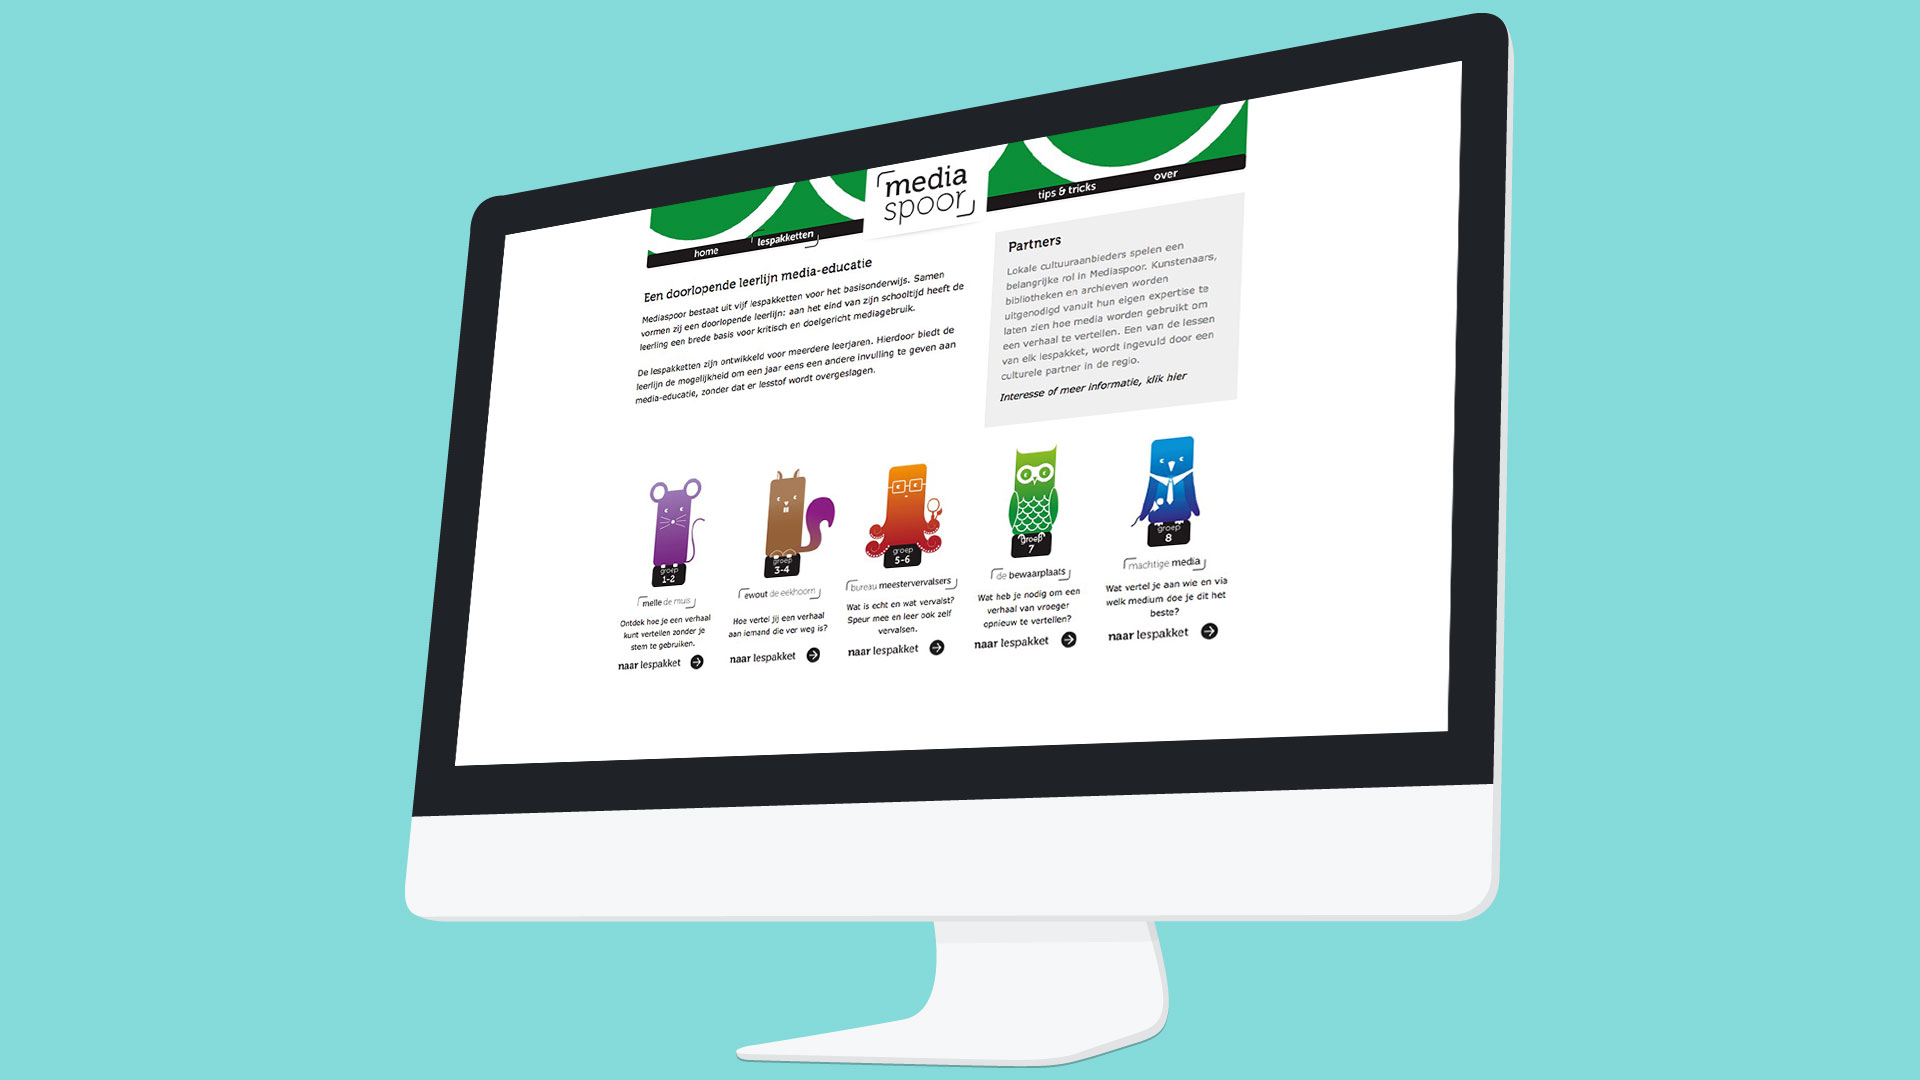 media
spoor
home
lespakketten
tips & tricks
over
Een doorlopende leerlijn media-educatie
Mediaspoor bestaat uit vijf lespakketten voor het basisonderwijs. Samen
vormen zij een doorlopende leerlijn: aan het eind van zijn schooltijd heeft de
leerling een brede basis voor kritisch en doelgericht mediagebruik.
De lespakketten zijn ontwikkeld voor meerdere leerjaren. Hierdoor biedt de
leerlijn de mogelijkheid om een jaar eens een andere invulling te geven aan
media-educatie, zonder dat er lesstof wordt overgeslagen.
Partners
Lokale cultuuraanbieders spelen een
belangrijke rol in Mediaspoor. Kunstenaars,
bibliotheken en archieven worden
uitgenodigd vanuit hun eigen expertise te
laten zien hoe media worden gebruikt om
een verhaal te vertellen. Een van de lessen
van elk lespakket, wordt ingevuld door een
culturele partner in de regio.
Interesse of meer informatie, klik hier
groep
1-2
melle de muis
Ontdek hoe je een verhaal
kunt vertellen zonder je
stem te gebruiken.
naar lespakket
groep
3-4
ewout de eekhoorn
Hoe vertel jij een verhaal
aan iemand die ver weg is?
naar lespakket
groep
5-6
bureau meestervervalsers
Wat is echt en wat vervalst?
Speur mee en leer ook zelf
vervalsen.
naar lespakket
groep
7
de bewaarplaats
Wat heb je nodig om een
verhaal van vroeger
opnieuw te vertellen?
naar lespakket
groep
8
machtige media
Wat vertel je aan wie en via
welk medium doe je dit het
beste?
naar lespakket